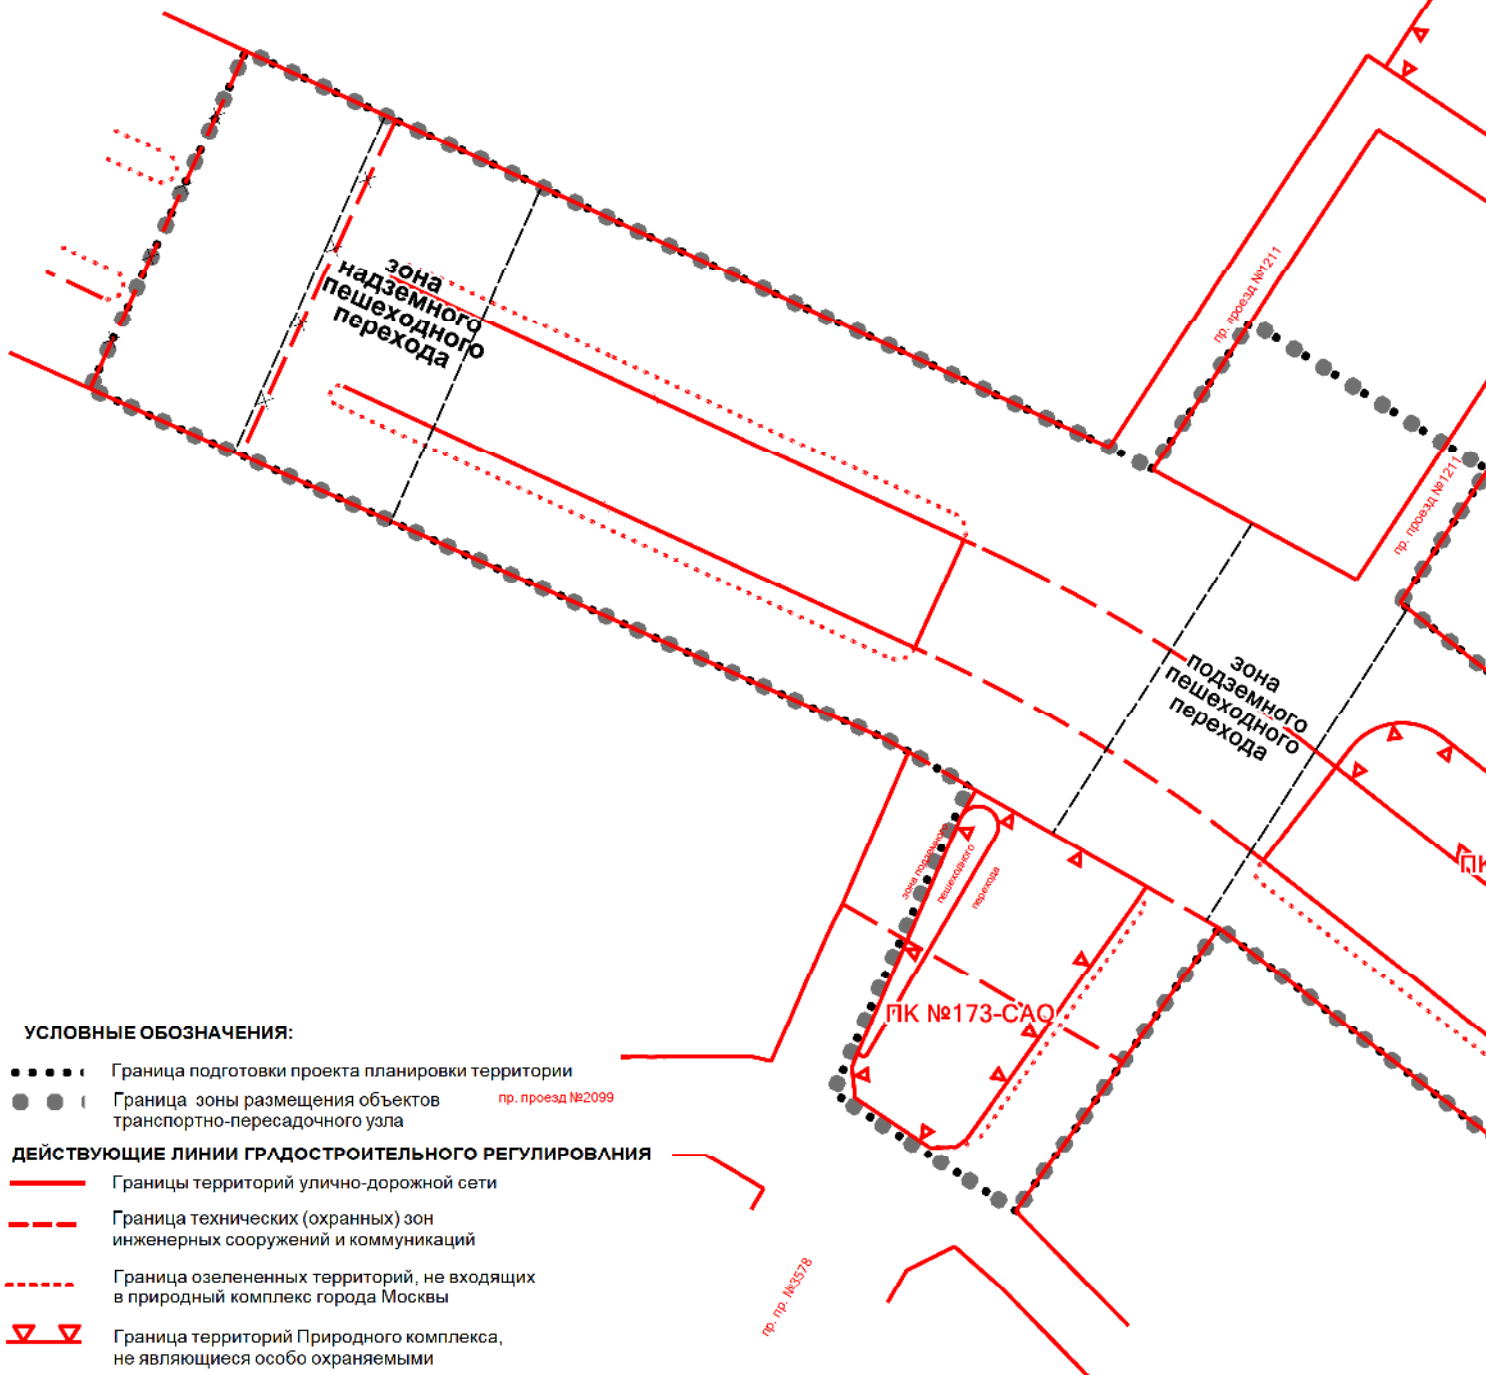 пр. проезд №1211
зона
надземного
пешеходного
перехода
пр. проезд №1211
зона
подземного
пешеходного
перехода
зона подземного
пешеходного
перехода
ПК
ПК №173-САО
УСЛОВНЫЕ ОБОЗНАЧЕНИЯ:
Граница подготовки проекта планировки территории
Граница зоны размещения объектов
транспортно-пересадочного узла
пр. проезд №2099
ДЕЙСТВУЮЩИЕ ЛИНИИ ГРАДОСТРОИТЕЛЬНОГО РЕГУЛИРОВАНИЯ
Границы территорий улично-дорожной сети
Граница технических (охранных) зон
инженерных сооружений и коммуникаций
Граница озелененных территорий, не входящих
в природный комплекс города Москвы
Граница территорий Природного комплекса,
не являющиеся особо охраняемыми
пр. пр. №3578